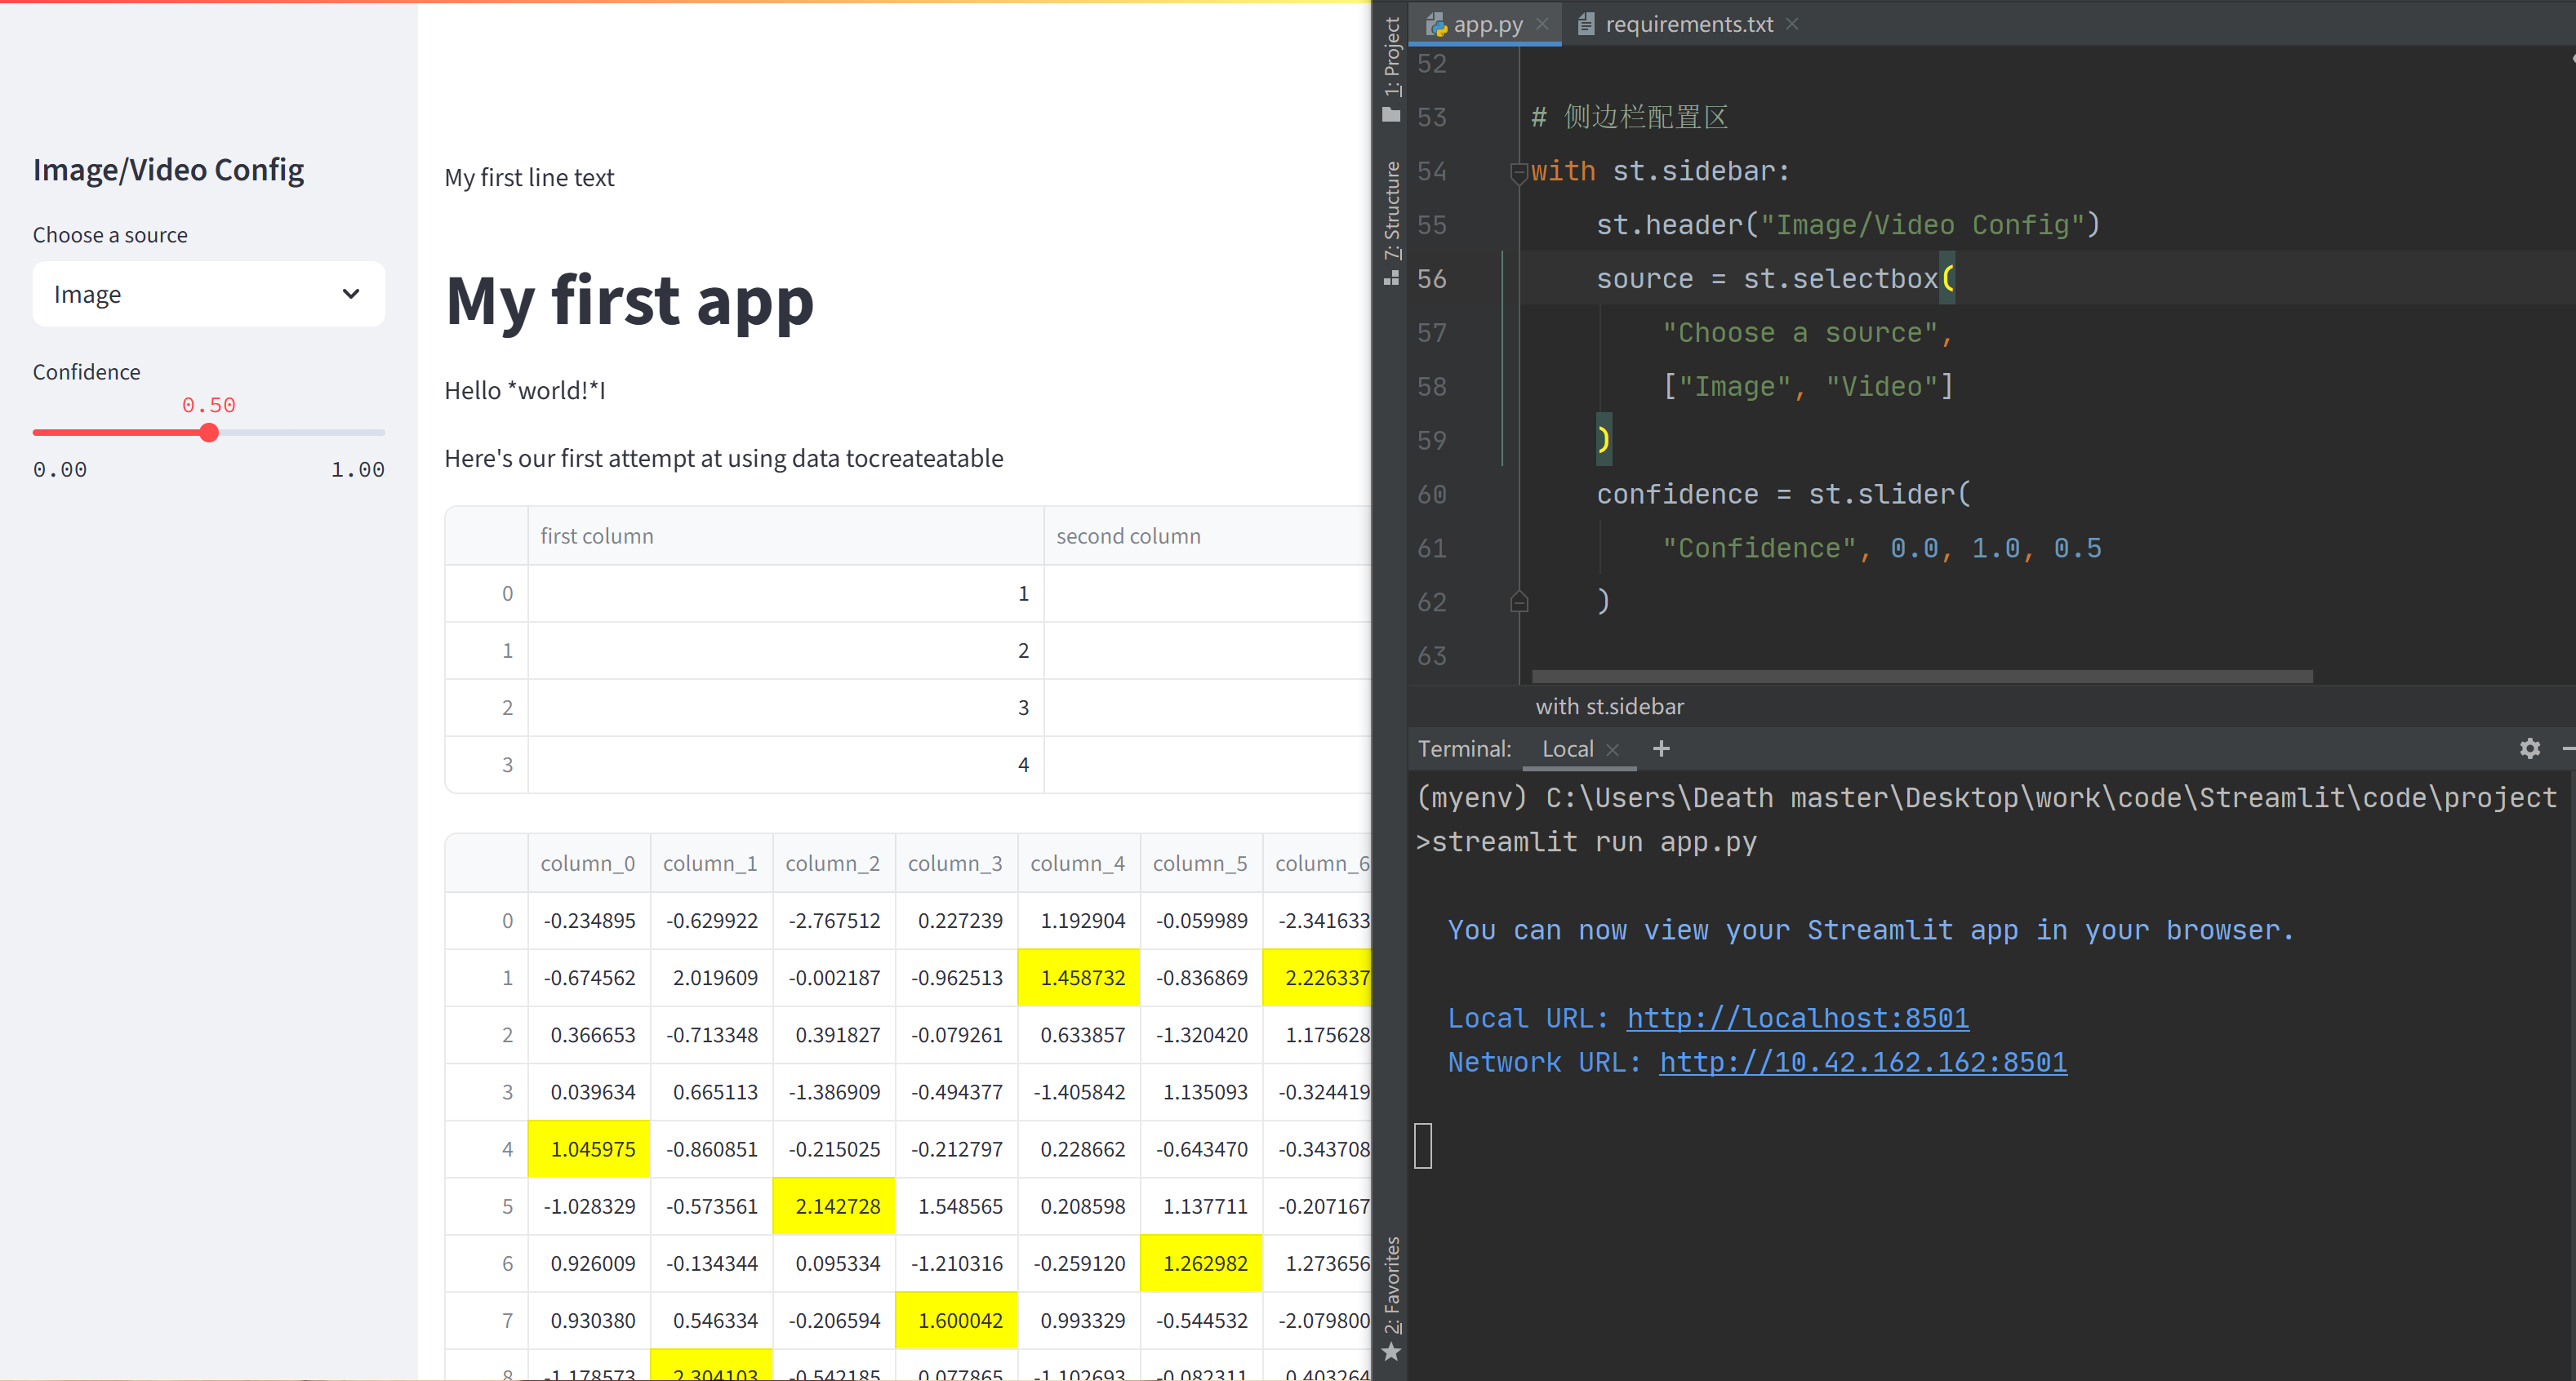 Image/Video Config
Choose a source
Image
Confidence
0.50
0.00 1.00
My first line text
My first app
Hello *world!*I
Here's our first attempt at using data tocreateatable
first column second column
0 1
1 2
2 3
3 4
column_0 column_1 column_2 column_3 column_4 column_5 column_6
0 -0.234895 -0.629922 -2.767512 0.227239 1.192904 -0.059989 -2.341633
1 -0.674562 2.019609 -0.002187 -0.962513 1.458732 -0.836869 2.226337
2 0.366653 -0.713348 0.391827 -0.079261 0.633857 -1.320420 1.175628
3 0.039634 0.665113 -1.386909 -0.494377 -1.405842 1.135093 -0.324419
4 1.045975 -0.860851 -0.215025 -0.212797 0.228662 -0.643470 -0.343708
5 -1.028329 -0.573561 2.142728 1.548565 0.208598 1.137711 -0.207167
6 0.926009 -0.134344 0.095334 -1.210316 -0.259120 1.262982 1.273656
7 0.930380 0.546334 -0.206594 1.600042 0.993329 -0.544532 -2.079800
8 -1.178573 2.304103 -0.542185 0.077865 -1.102693 -0.082311 0.403264
1: Project
7: Structure
2: Favorites
app.py requirements.txt
52
53 # 侧边栏配置区
54 with st.sidebar:
55 st.header("Image/Video Config")
56 source = st.selectbox(
57 "Choose a source",
58 ["Image", "Video"]
59 )
60 confidence = st.slider(
61 "Confidence", 0.0, 1.0, 0.5
62 )
63
with st.sidebar
Terminal: Local +
(myenv) C:\Users\Death master\Desktop\work\code\Streamlit\code\project
>streamlit run app.py
You can now view your Streamlit app in your browser.
Local URL: http://localhost:8501
Network URL: http://10.42.162.162:8501